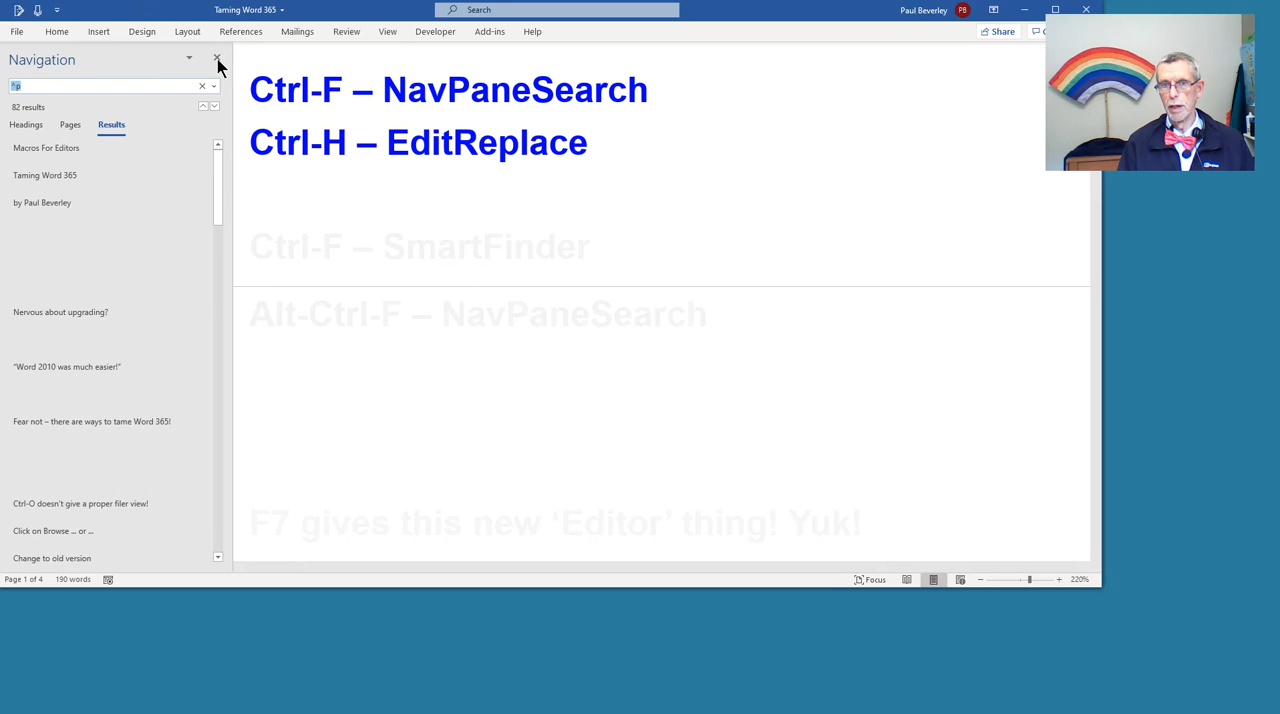 Taming Word 365
Search
Paul Beverley PB
File Home Insert Draw Design Layout References Mailings Review View Developer Add-ins Help Share
Navigation
^p
82 results
Headings Pages Results
Macros For Editors
Taming Word 365
by Paul Beverley
Nervous about upgrading?
"Word 2010 was much easier!"
Fear not – there are ways to tame Word 365!
Ctrl-O doesn't give a proper filer view!
Click on Browse ... or ...
Change to old version
Ctrl-F – NavPaneSearch
Ctrl-H – EditReplace
Ctrl-F – SmartFinder
Alt-Ctrl-F – NavPaneSearch
F7 gives this new ‘Editor’ thing! Yuk!
Page 1 of 4 190 words
Focus
220%